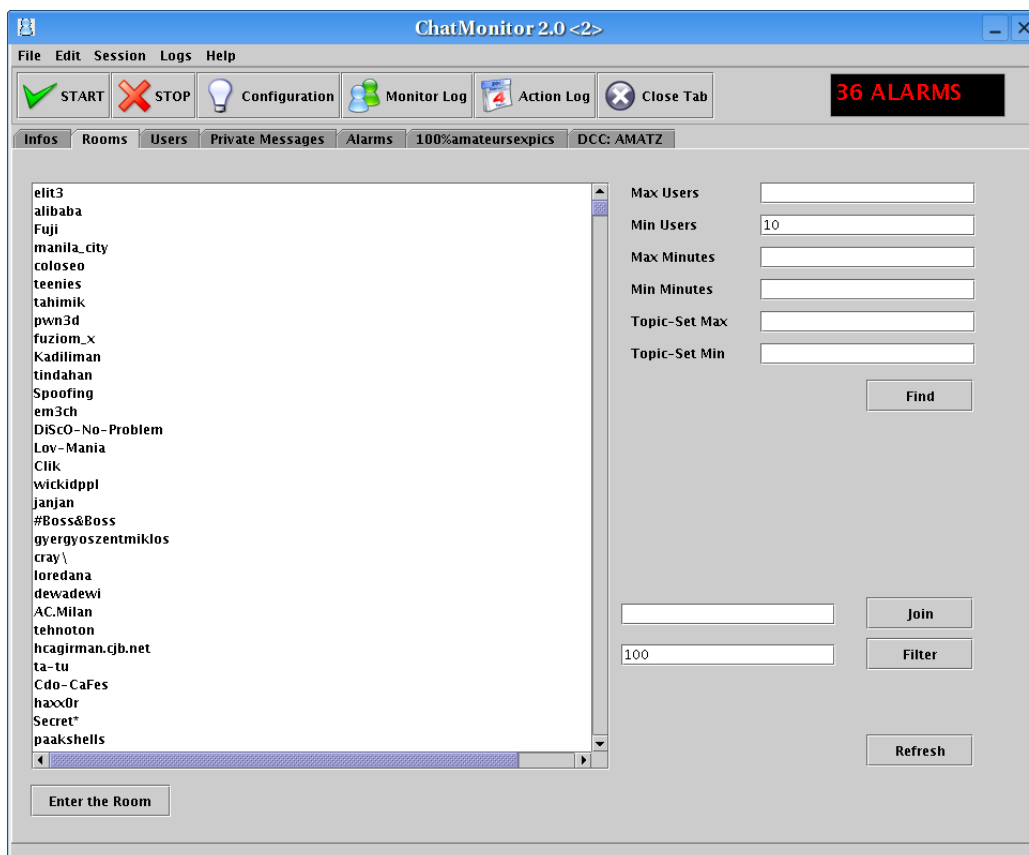 ChatMonitor 2.0 <2>
File Edit Session Logs Help
START STOP Configuration Monitor Log Action Log Close Tab
36 ALARMS
Infos Rooms Users Private Messages Alarms 100%amateursexpics DCC: AMATZ
elit3
alibaba
Fuji
manila_city
coloseo
teenies
tahimik
pwn3d
fuziom_x
Kadiliman
tindahan
Spoofing
em3ch
DiScO-No-Problem
Lov-Mania
Clik
wickidppl
janjan
#Boss&Boss
gyergyoszentmiklos
cray\
loredana
dewadewi
AC.Milan
tehnoton
hcagirman.cjb.net
ta-tu
Cdo-CaFes
haxx0r
Secret*
paakshells
Enter the Room
Max Users
Min Users 10
Max Minutes
Min Minutes
Topic-Set Max
Topic-Set Min
Find
Join
100 Filter
Refresh